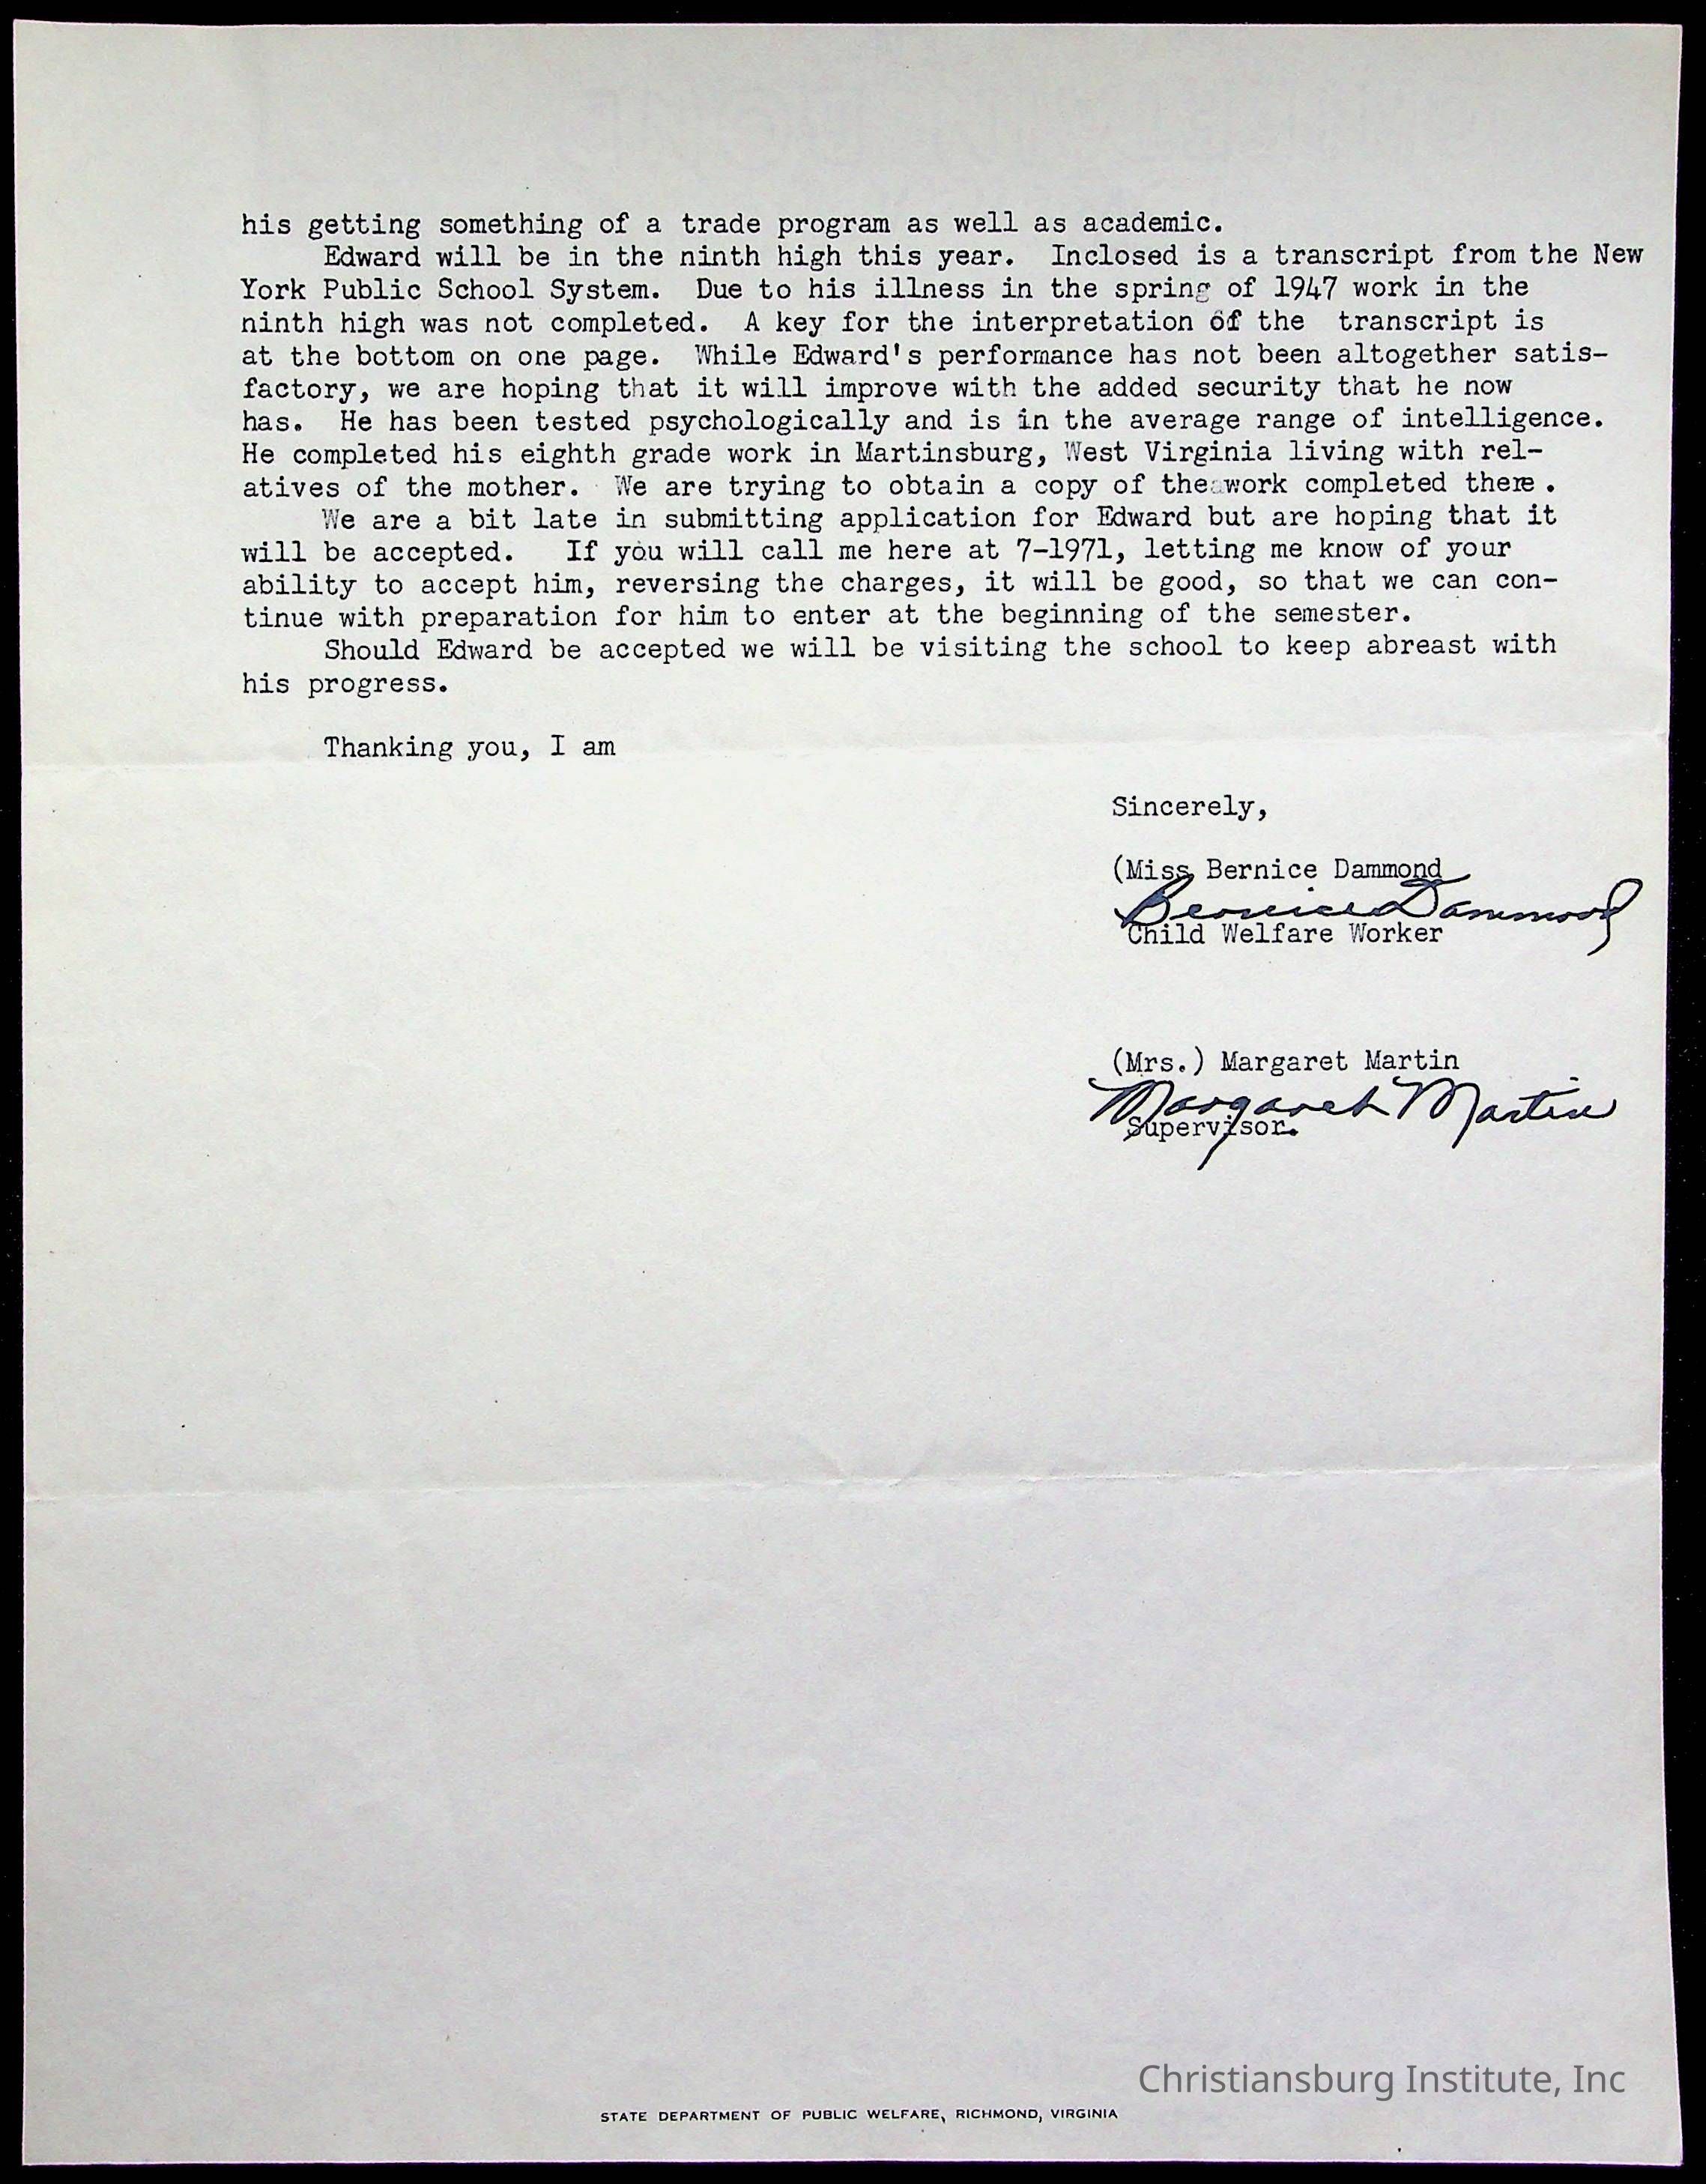 his getting something of a trade program as well as academic.
Edward will be in the ninth high this year. Inclosed is a transcript from the New
York Public School System. Due to his illness in the spring of 1947 work in the
ninth high was not completed. A key for the interpretation of the transcript is
at the bottom on one page. While Edward's performance has not been altogether satis-
factory, we are hoping that it will improve with the added security that he now
has. He has been tested psychologically and is in the average range of intelligence.
He completed his eighth grade work in Martinsburg, West Virginia living with rel-
atives of the mother. We are trying to obtain a copy of the work completed there.
We are a bit late in submitting application for Edward but are hoping that it
will be accepted. If you will call me here at 7-1971, letting me know of your
ability to accept him, reversing the charges, it will be good, so that we can con-
tinue with preparation for him to enter at the beginning of the semester.
Should Edward be accepted we will be visiting the school to keep abreast with
his progress.
Thanking you, I am
Sincerely,
(Miss Bernice Dammond
Bernice Dammond
Child Welfare Worker
(Mrs.) Margaret Martin
Margaret Martin
Supervisor.
Christiansburg Institute, Inc
STATE DEPARTMENT OF PUBLIC WELFARE, RICHMOND, VIRGINIA